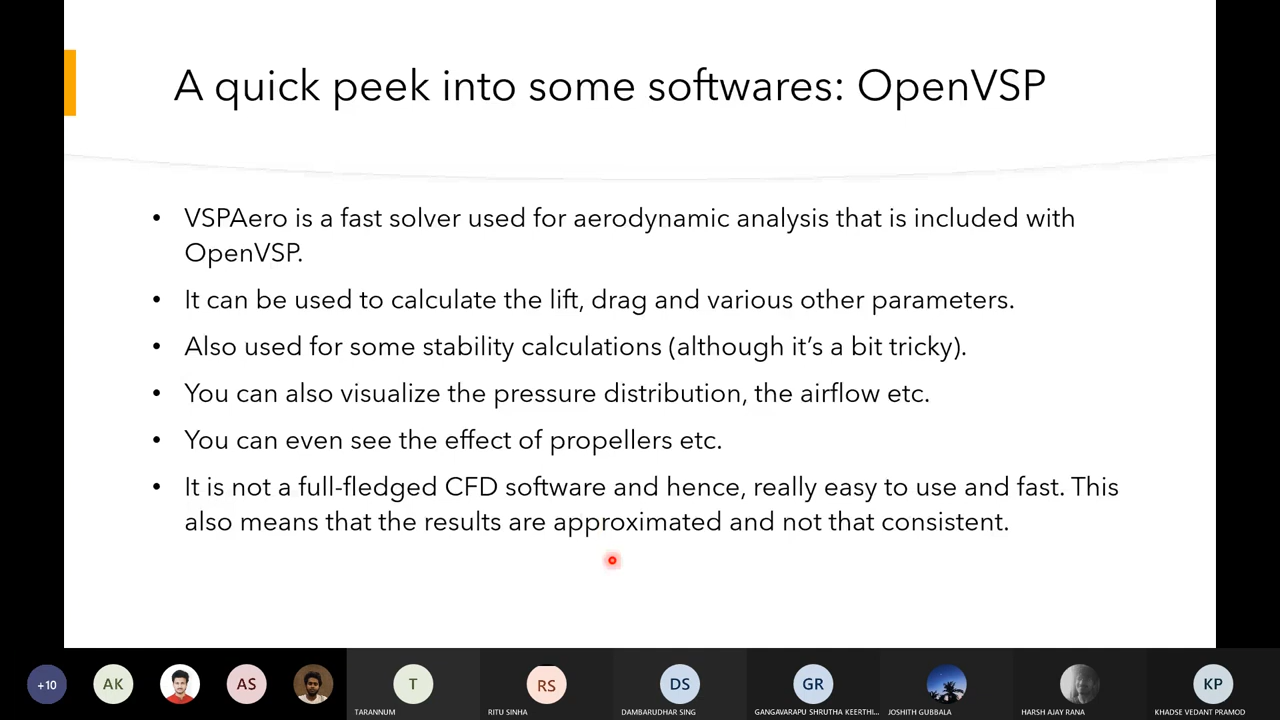 A quick peek into some softwares: OpenVSP
• VSPAero is a fast solver used for aerodynamic analysis that is included with
OpenVSP.
• It can be used to calculate the lift, drag and various other parameters.
• Also used for some stability calculations (although it's a bit tricky).
• You can also visualize the pressure distribution, the airflow etc.
• You can even see the effect of propellers etc.
• It is not a full-fledged CFD software and hence, really easy to use and fast. This
also means that the results are approximated and not that consistent.
+10 AK AS T RS DS GR KP
TARANNUM RITU SINHA DAMBARUDHAR SING GANGAVARAPU SHRUTHA KEERTHI... JOSHITH GUBBALA HARSH AJAY RANA KHADSE VEDANT PRAMOD